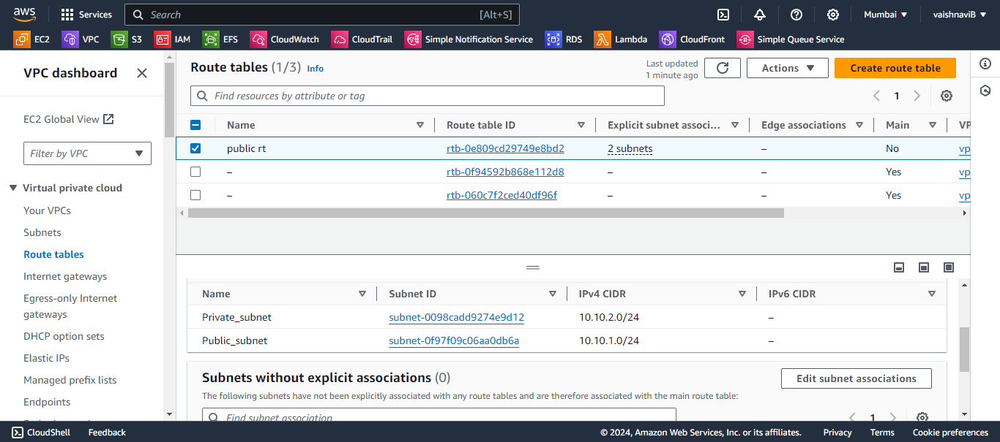 aws Services Search [Alt+S] Mumbai ▼ vaishnaviB ▼
EC2 VPC S3 IAM EFS CloudWatch CloudTrail Simple Notification Service RDS Lambda CloudFront Simple Queue Service
VPC dashboard
EC2 Global View
Filter by VPC
Virtual private cloud
Your VPCs
Subnets
Route tables
Internet gateways
Egress-only Internet
gateways
DHCP option sets
Elastic IPs
Managed prefix lists
Endpoints
Route tables (1/3) Info
Last updated
1 minute ago
Actions ▼
Create route table
Find resources by attribute or tag
1
Name Route table ID Explicit subnet associ... Edge associations Main VP
public rt rtb-0e809cd29749e8bd2 2 subnets – No vp
– rtb-0f94592b868e112d8 – – Yes vp
– rtb-060c7f2ced40df96f – – Yes vp
Name Subnet ID IPv4 CIDR IPv6 CIDR
Private_subnet subnet-0098cadd9274e9d12 10.10.2.0/24 –
Public_subnet subnet-0f97f09c06aa0db6a 10.10.1.0/24 –
Subnets without explicit associations (0)
Edit subnet associations
The following subnets have not been explicitly associated with any route tables and are therefore associated with the main route table:
Find subnet association
1
CloudShell Feedback © 2024, Amazon Web Services, Inc. or its affiliates. Privacy Terms Cookie preferences